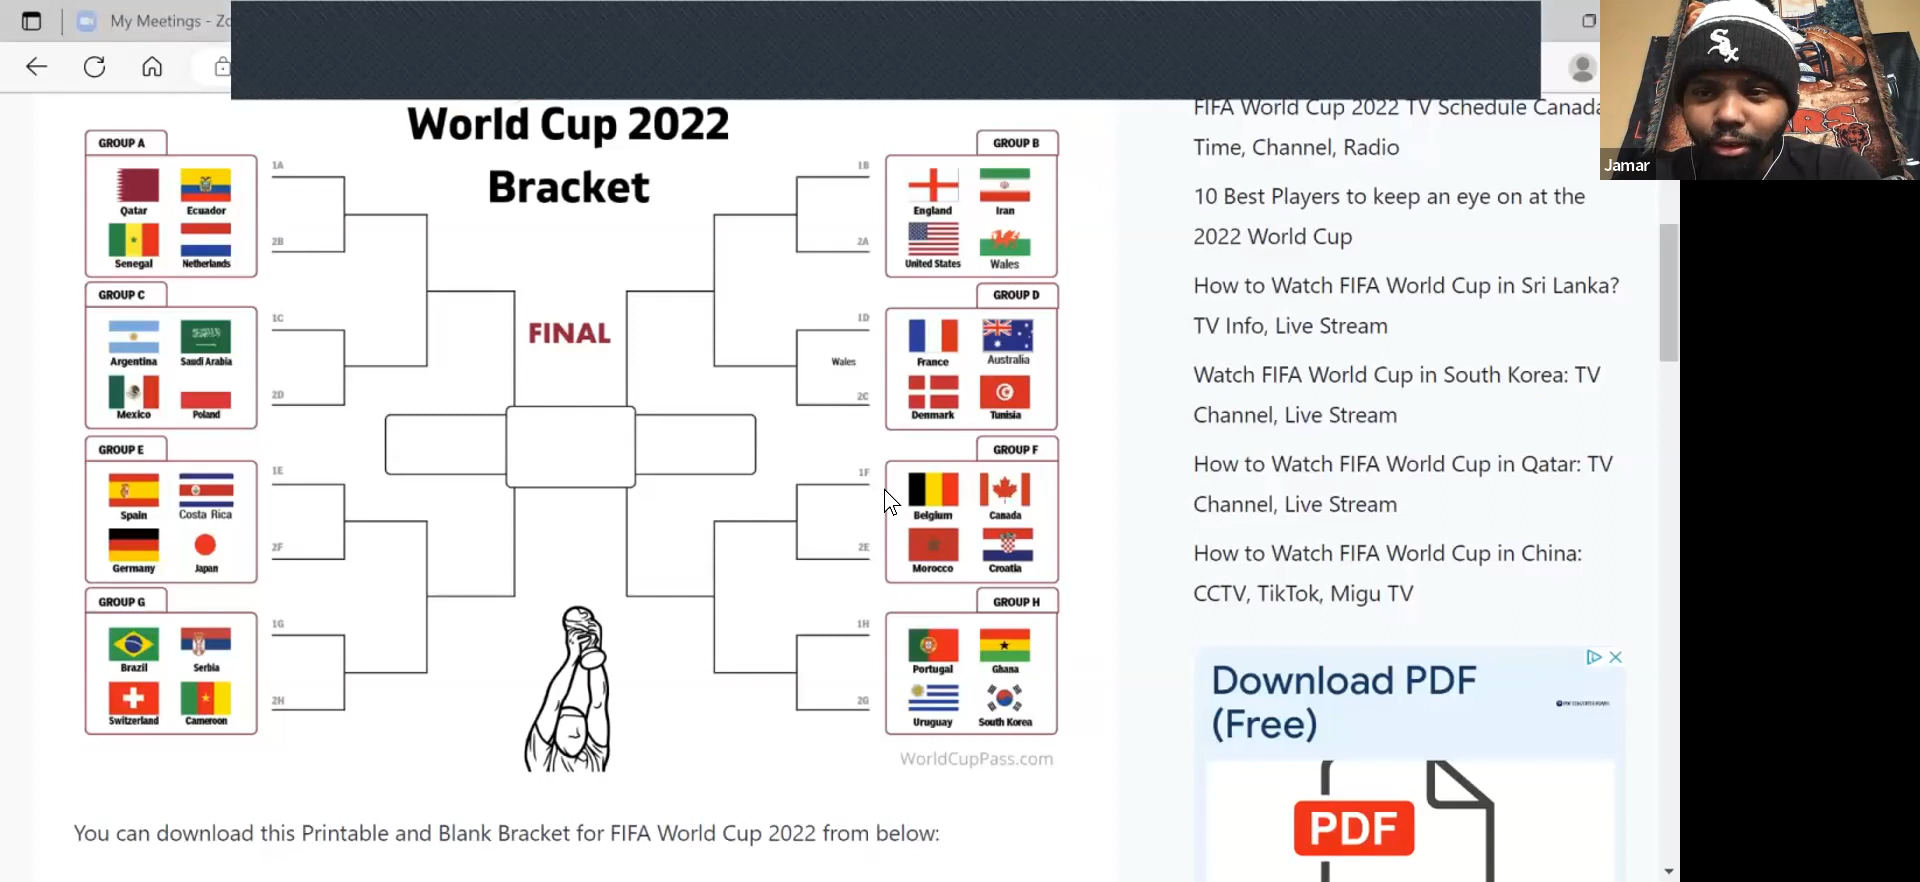 My Meetings - Zo
World Cup 2022
Bracket
GROUP A
Qatar
Ecuador
Senegal
Netherlands
GROUP C
Argentina
Saudi Arabia
Mexico
Poland
GROUP E
Spain
Costa Rica
Germany
Japan
GROUP G
Brazil
Serbia
Switzerland
Cameroon
1A
2B
1C
2D
1E
2F
1G
2H
FINAL
1B
2A
1D
Wales
2C
1F
2E
1H
2G
GROUP B
England
Iran
United States
Wales
GROUP D
France
Australia
Denmark
Tunisia
GROUP F
Belgium
Canada
Morocco
Croatia
GROUP H
Portugal
Ghana
Uruguay
South Korea
WorldCupPass.com
You can download this Printable and Blank Bracket for FIFA World Cup 2022 from below:
FIFA World Cup 2022 TV Schedule Canada
Time, Channel, Radio
10 Best Players to keep an eye on at the
2022 World Cup
How to Watch FIFA World Cup in Sri Lanka?
TV Info, Live Stream
Watch FIFA World Cup in South Korea: TV
Channel, Live Stream
How to Watch FIFA World Cup in Qatar: TV
Channel, Live Stream
How to Watch FIFA World Cup in China:
CCTV, TikTok, Migu TV
Download PDF
(Free)
PDF
Jamar